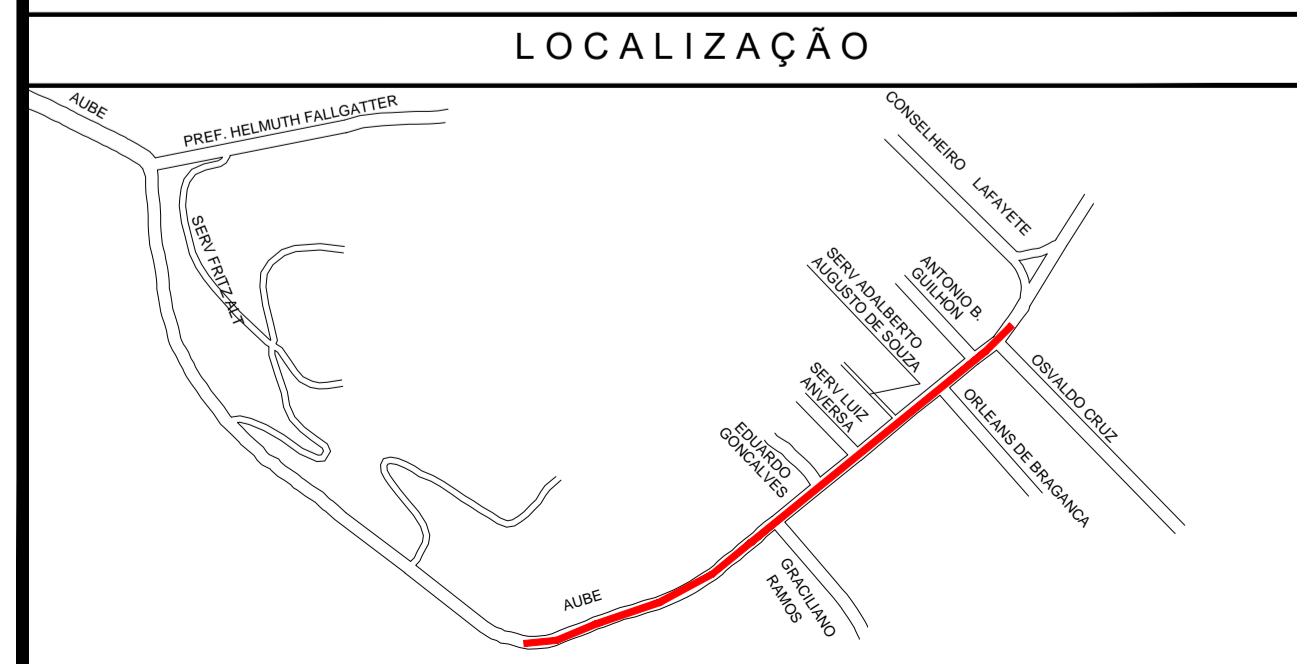 LOCALIZAÇÃO
AUBE
PREF. HELMUTH FALLGATTER
SERV FRITZ ALT
CONSELHEIRO LAFAYETE
ANTONIO B.
GUILHON
SERV ADALBERTO
AUGUSTO DE SOUZA
SERV LUIZ
ANVERSA
EDUARDO
GONCALVES
OSVALDO CRUZ
ORLEANS DE BRAGANCA
GRACILIANO
RAMOS
AUBE